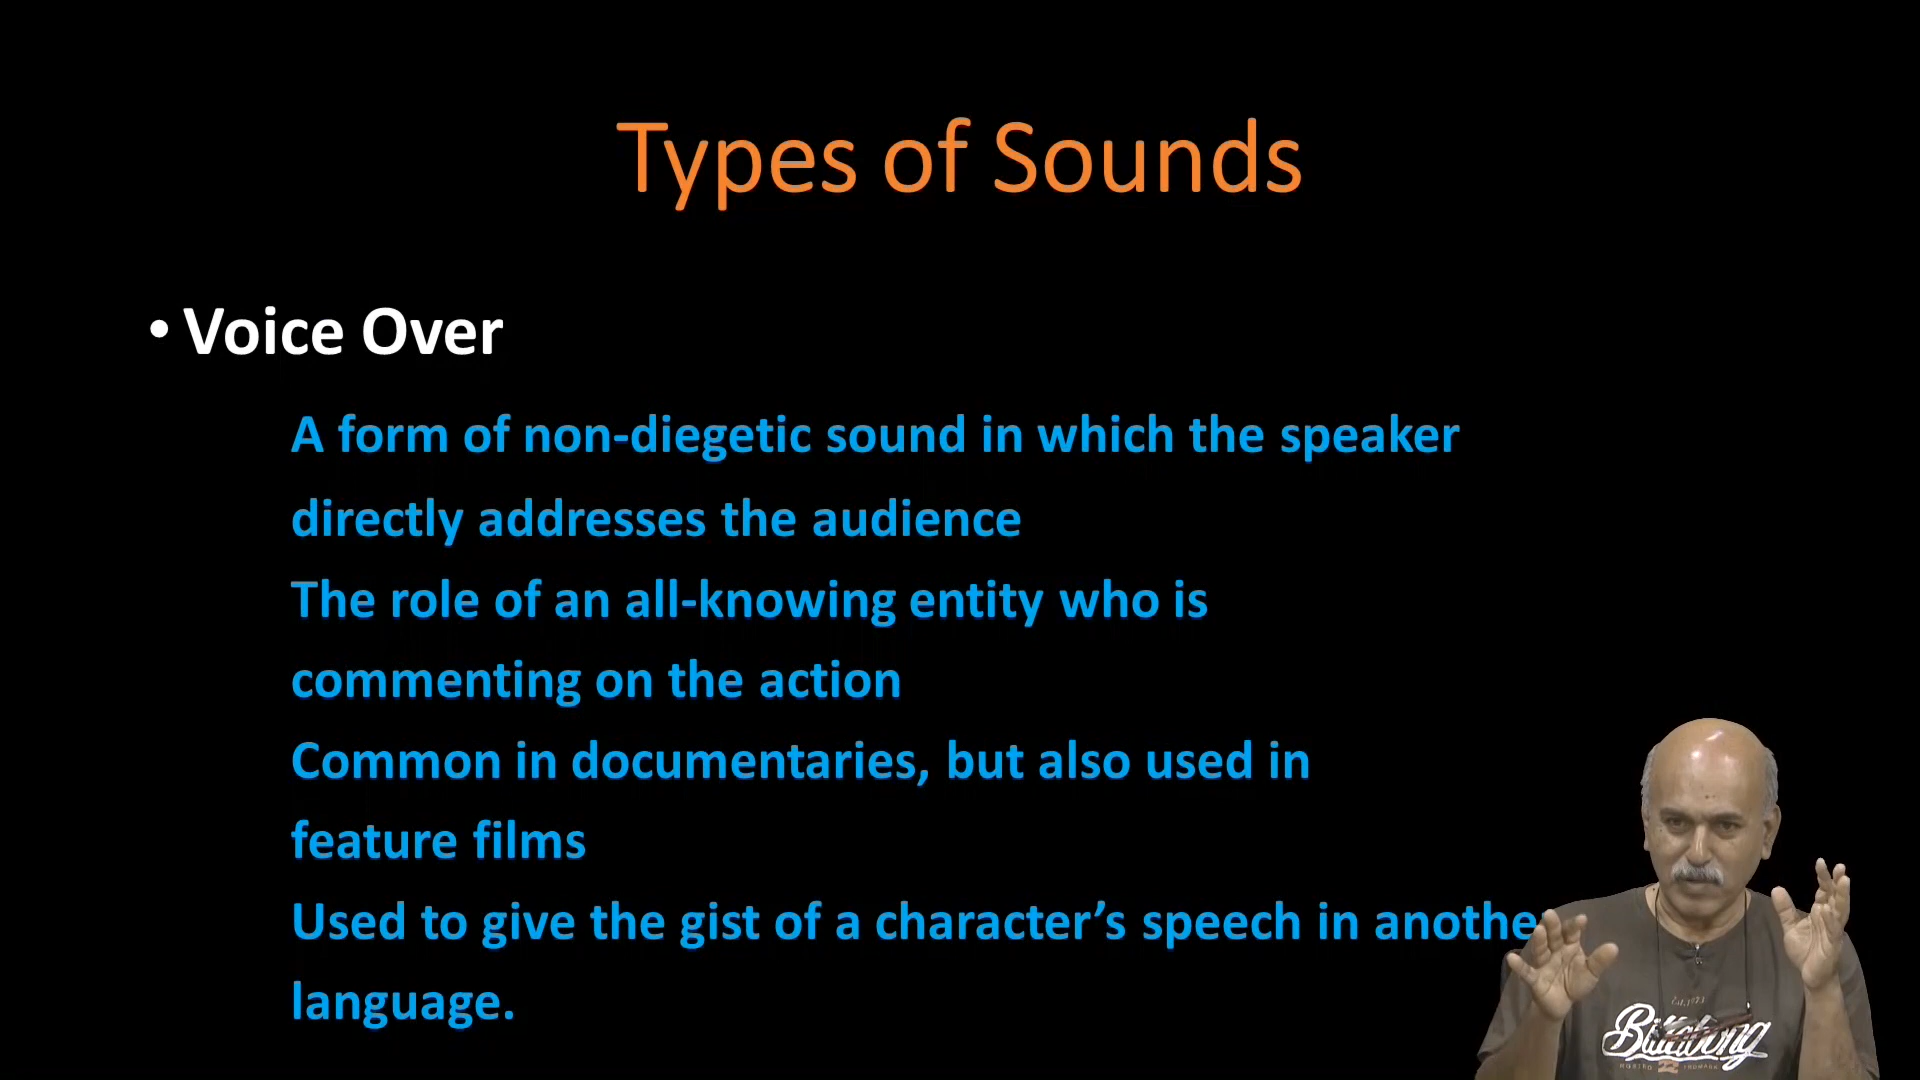 Types of Sounds
• Voice Over
A form of non-diegetic sound in which the speaker
directly addresses the audience
The role of an all-knowing entity who is
commenting on the action
Common in documentaries, but also used in
feature films
Used to give the gist of a character’s speech in
language.
Billabong